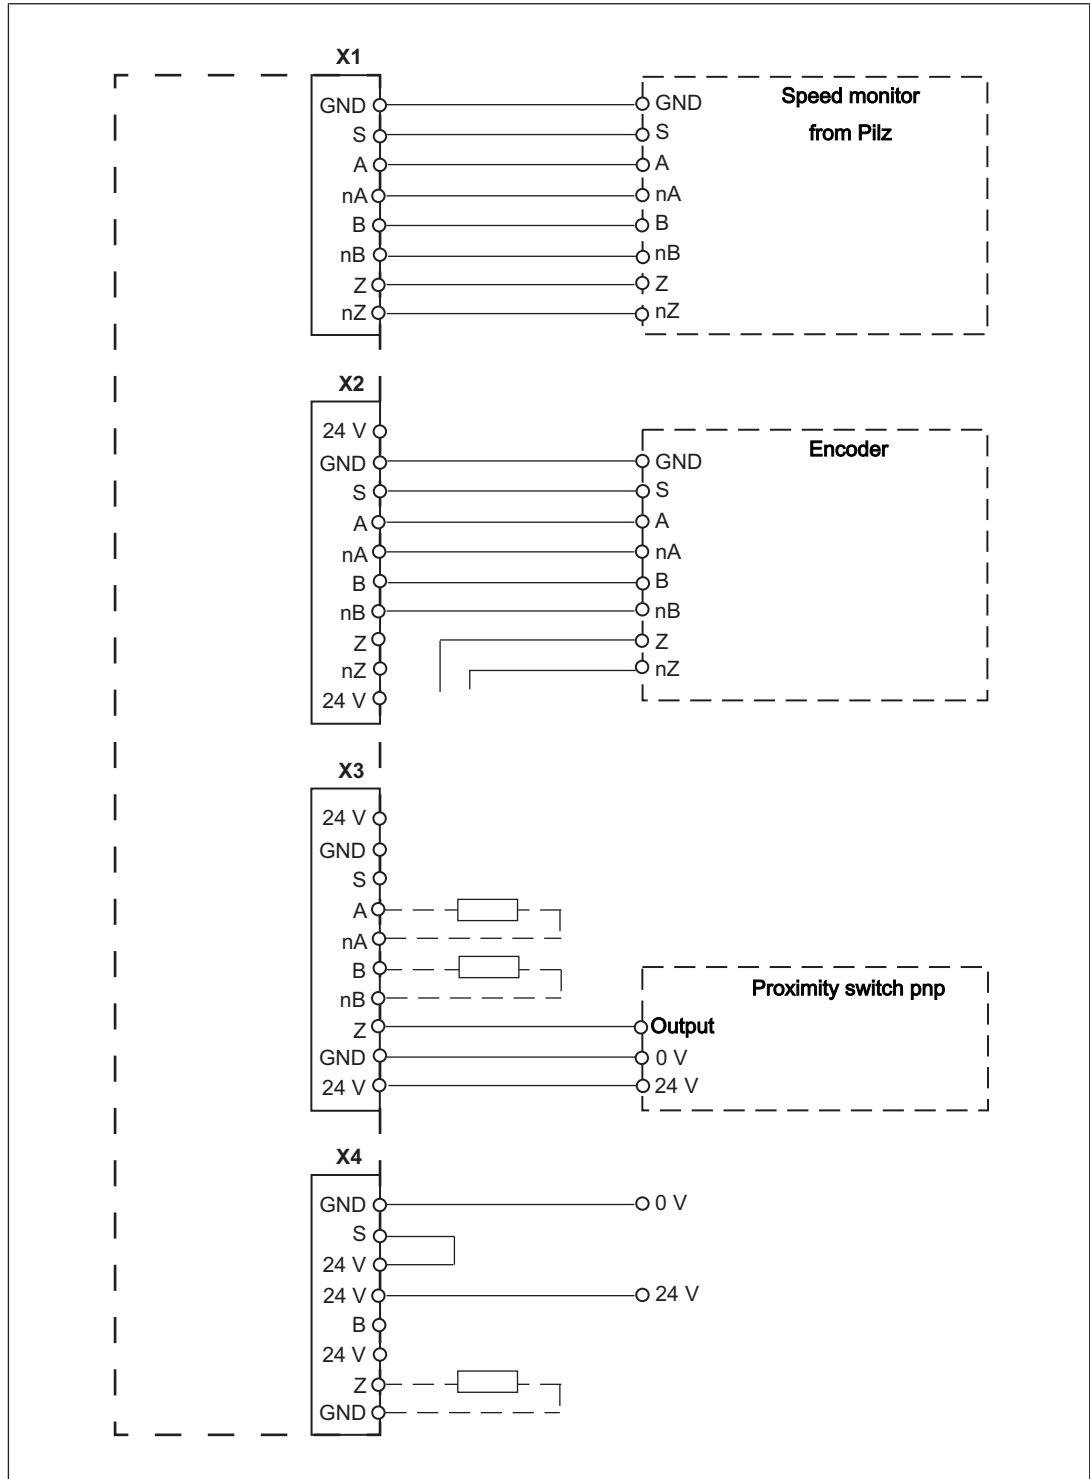 X1
GND
S
A
nA
B
nB
Z
nZ
Speed monitor
from Pilz
GND
S
A
nA
B
nB
Z
nZ
X2
24 V
GND
S
A
nA
B
nB
Z
nZ
24 V
Encoder
GND
S
A
nA
B
nB
Z
nZ
X3
24 V
GND
S
A
nA
B
nB
Z
GND
24 V
Proximity switch pnp
Output
0 V
24 V
X4
GND
S
24 V
24 V
B
24 V
Z
GND
0 V
24 V